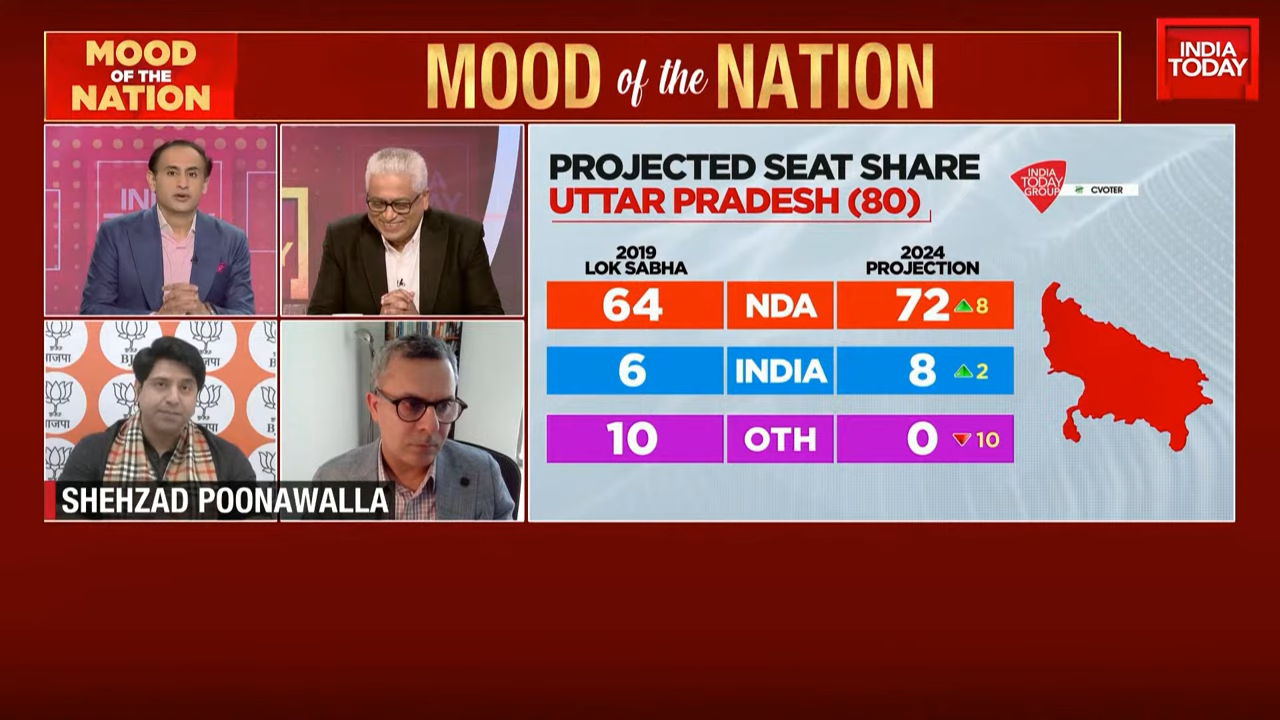 MOOD
OF THE
NATION
MOOD of the NATION
INDIA
TODAY
PROJECTED SEAT SHARE
UTTAR PRADESH (80)
INDIA
TODAY
GROUP
CVOTER
2019
LOK SABHA
2024
PROJECTION
64 NDA 72 8
6 INDIA 8 2
10 OTH 0 10
SHEHZAD POONAWALLA